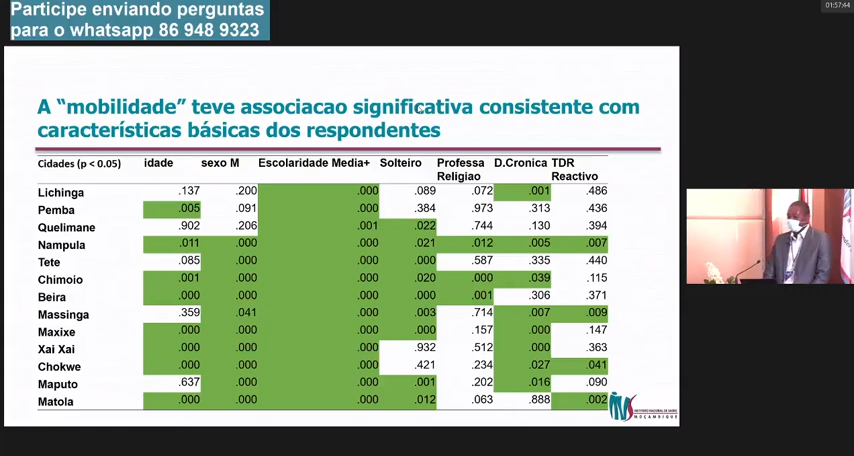 Participe enviando perguntas
para o whatsapp 86 948 9323
01:57:44
A “mobilidade” teve associacao significativa consistente com
características básicas dos respondentes
Cidades (p < 0.05) idade sexo M Escolaridade Media+ Solteiro Professa Religiao D.Cronica TDR Reactivo
Lichinga .137 .200 .000 .089 .072 .001 .486
Pemba .005 .091 .000 .384 .973 .313 .436
Quelimane .902 .206 .001 .022 .744 .130 .394
Nampula .011 .000 .000 .021 .012 .005 .007
Tete .085 .000 .000 .000 .587 .335 .440
Chimoio .001 .000 .000 .020 .000 .039 .115
Beira .000 .000 .000 .000 .001 .306 .371
Massinga .359 .041 .000 .003 .714 .007 .009
Maxixe .000 .000 .000 .000 .157 .000 .147
Xai Xai .000 .000 .000 .932 .512 .000 .363
Chokwe .000 .000 .000 .421 .234 .027 .041
Maputo .637 .000 .000 .001 .202 .016 .090
Matola .000 .000 .000 .012 .063 .888 .002
INSTITUTO NACIONAL DE SAÚDE
MOÇAMBIQUE